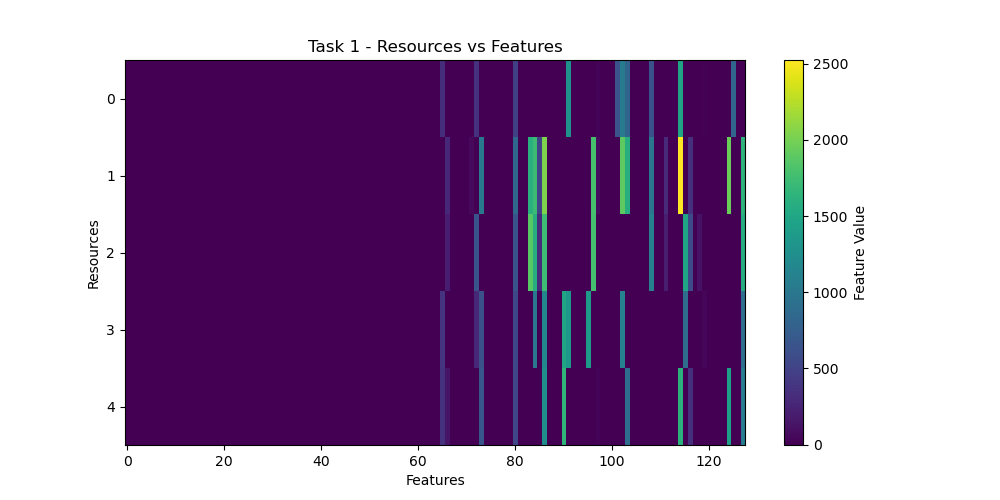 Task 1 - Resources vs Features
Resources
0
1
2
3
4
0 20 40 60 80 100 120
Features
2500
2000
1500
1000
500
0
Feature Value